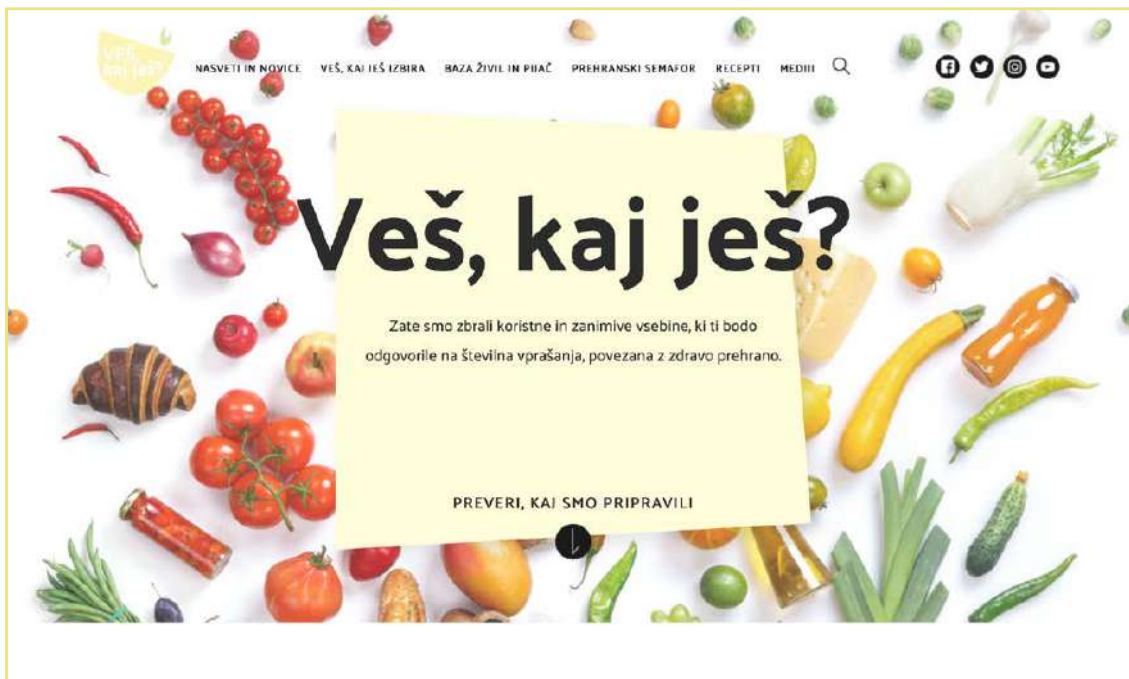 Veš,
kaj ješ?
NASVETI IN NOVICE VEŠ, KAJ JEŠ IZBIRA BAZA ŽIVIL IN PIJAČ PREHRANSKI SEMAFOR RECEPTI MEDIJI
Veš, kaj ješ?
Zate smo zbrali koristne in zanimive vsebine, ki ti bodo
odgovorile na številna vprašanja, povezana z zdravo prehrano.
PREVERI, KAJ SMO PRIPRAVILI